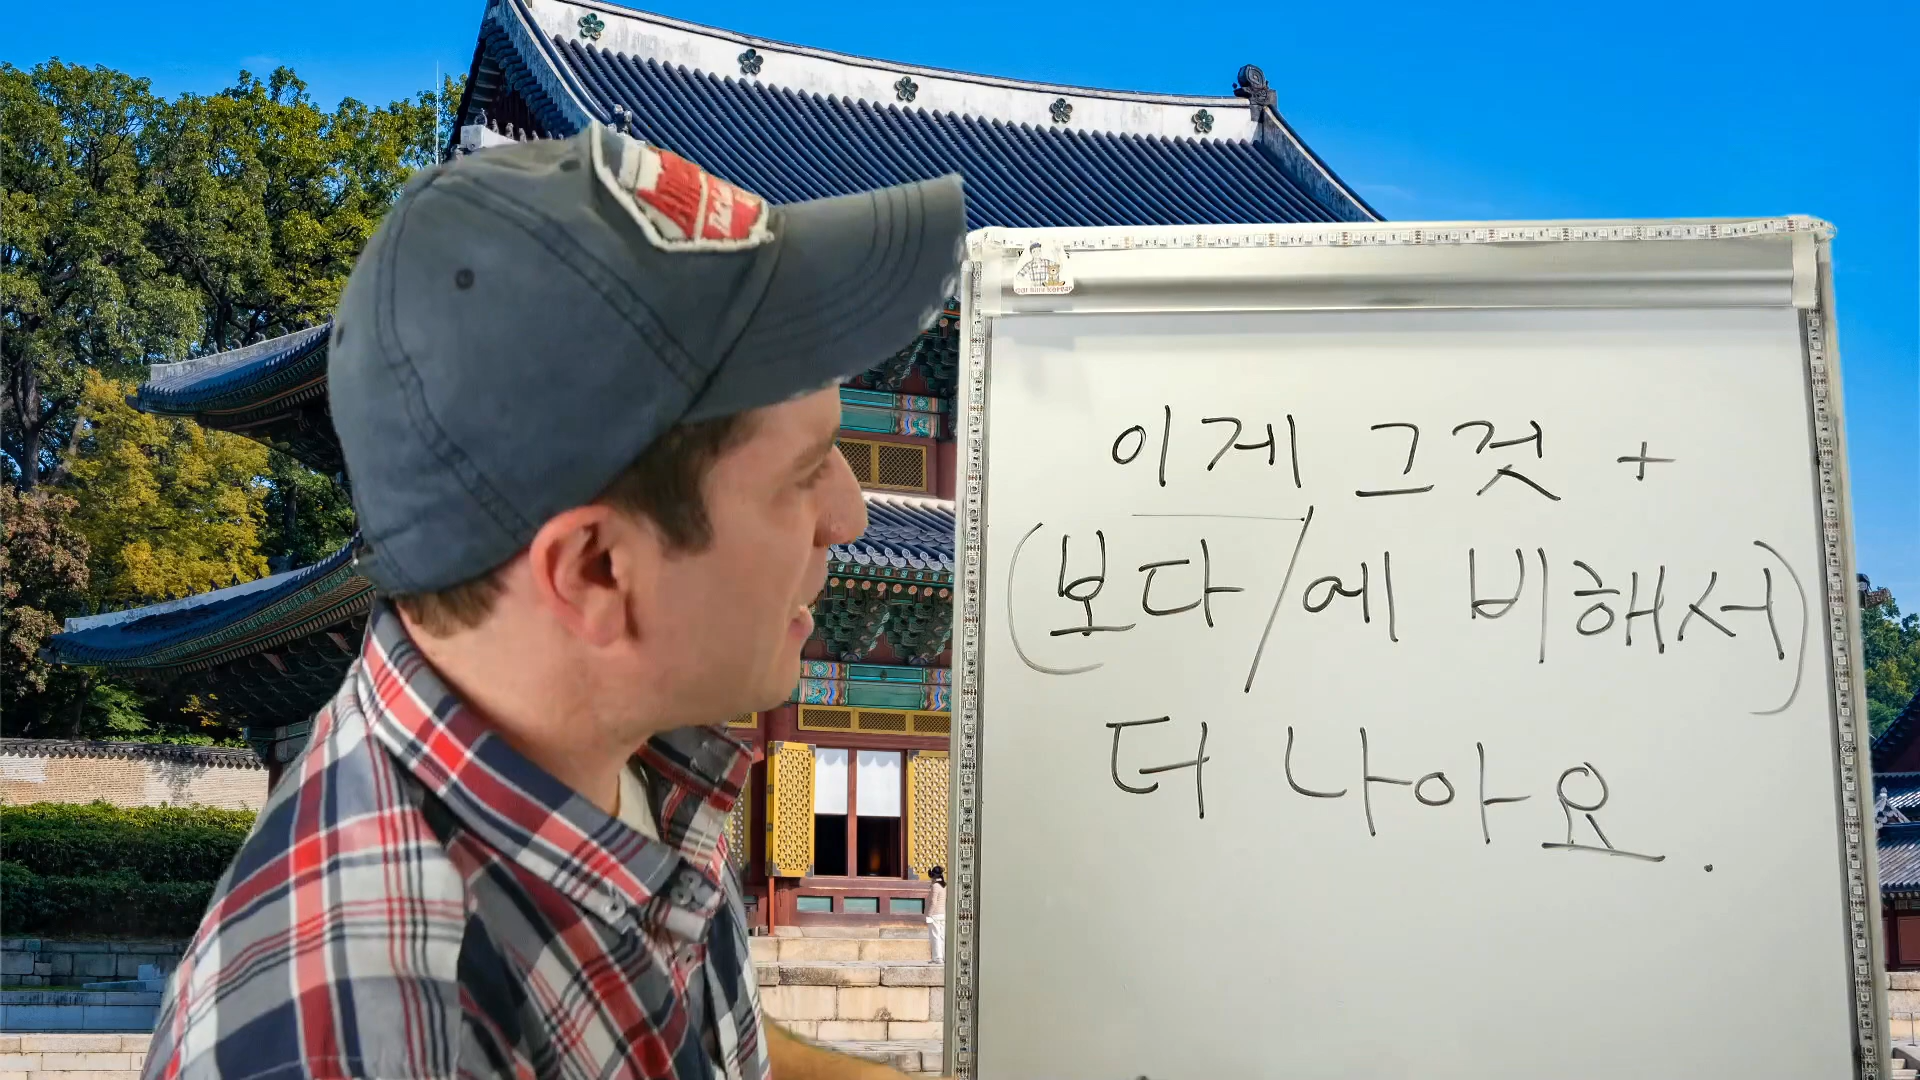 이게 그것 +
(보다/에 비해서)
더 나아요.